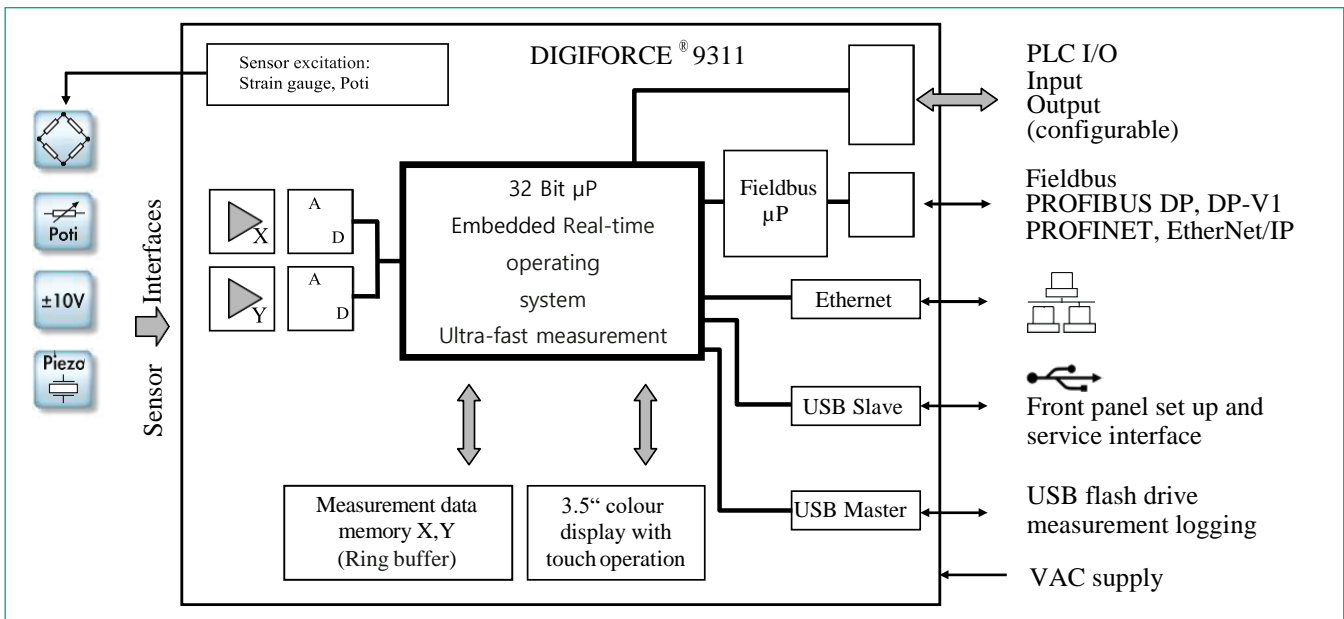 DIGIFORCE ® 9311
Sensor excitation:
Strain gauge, Poti
Poti
±10V
Piezo
Sensor Interfaces
X
A
D
Y
A
D
32 Bit µP
Embedded Real-time
operating
system
Ultra-fast measurement
Fieldbus
µP
Ethernet
USB Slave
USB Master
Measurement data
memory X,Y
(Ring buffer)
3.5“ colour
display with
touch operation
PLC I/O
Input
Output
(configurable)
Fieldbus
PROFIBUS DP, DP-V1
PROFINET, EtherNet/IP
Front panel set up and
service interface
USB flash drive
measurement logging
VAC supply